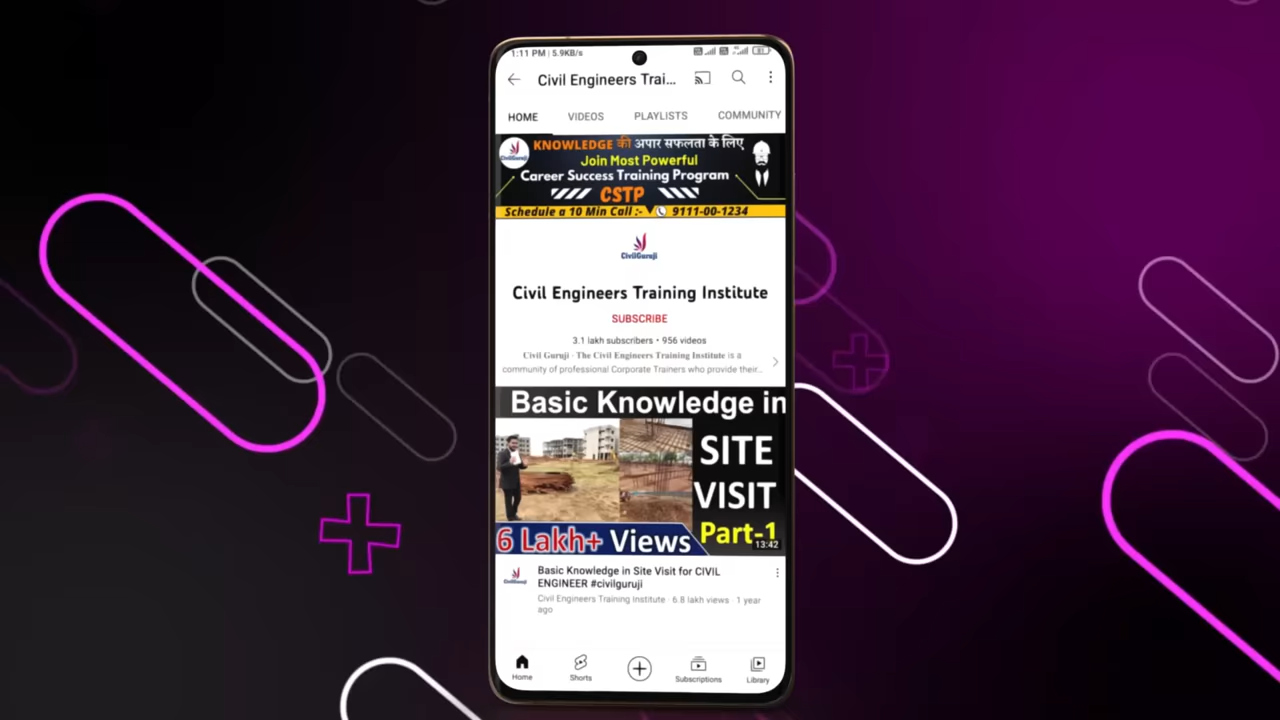 1:11 PM | 5.9KB/s
Civil Engineers Trai...
HOME VIDEOS PLAYLISTS COMMUNITY
CivilGuruji
KNOWLEDGE की अपार सफलता के लिए
Join Most Powerful
Career Success Training Program
CSTP
Schedule a 10 Min Call :- 9111-00-1234
CivilGuruji
Civil Engineers Training Institute
SUBSCRIBE
3.1 lakh subscribers • 956 videos
Civil Guruji - The Civil Engineers Training Institute is a
community of professional Corporate Trainers who provide their...
Basic Knowledge in
SITE
VISIT
Part-1
6 Lakh+ Views
13:42
CivilGuruji
Basic Knowledge in Site Visit for CIVIL
ENGINEER #civilguruji
Civil Engineers Training Institute · 6.8 lakh views · 1 year
ago
Home Shorts Subscriptions Library